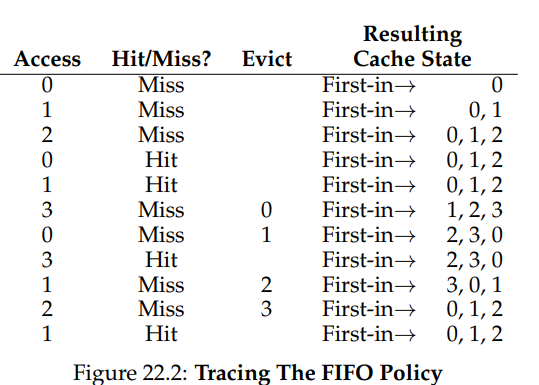 Resulting
Access Hit/Miss? Evict Cache State
0 Miss First-in→ 0
1 Miss First-in→ 0, 1
2 Miss First-in→ 0, 1, 2
0 Hit First-in→ 0, 1, 2
1 Hit First-in→ 0, 1, 2
3 Miss 0 First-in→ 1, 2, 3
0 Miss 1 First-in→ 2, 3, 0
3 Hit First-in→ 2, 3, 0
1 Miss 2 First-in→ 3, 0, 1
2 Miss 3 First-in→ 0, 1, 2
1 Hit First-in→ 0, 1, 2
Figure 22.2: Tracing The FIFO Policy